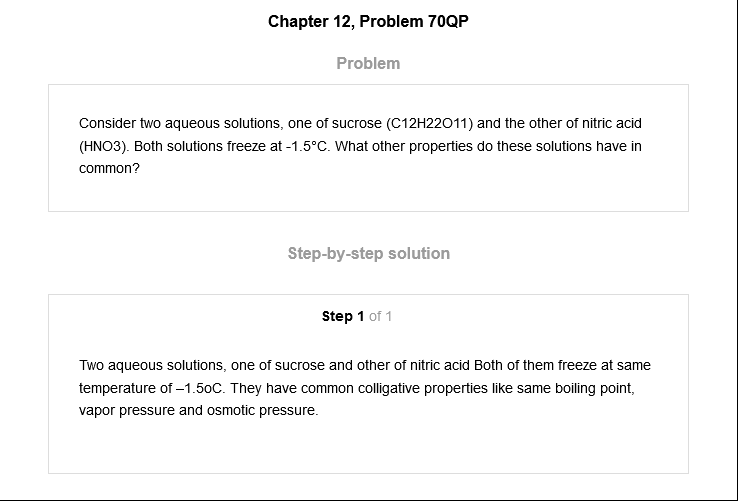 Chapter 12, Problem 70QP
Problem
Consider two aqueous solutions, one of sucrose (C12H22O11) and the other of nitric acid
(HNO3). Both solutions freeze at -1.5°C. What other properties do these solutions have in
common?
Step-by-step solution
Step 1 of 1
Two aqueous solutions, one of sucrose and other of nitric acid Both of them freeze at same
temperature of –1.5oC. They have common colligative properties like same boiling point,
vapor pressure and osmotic pressure.